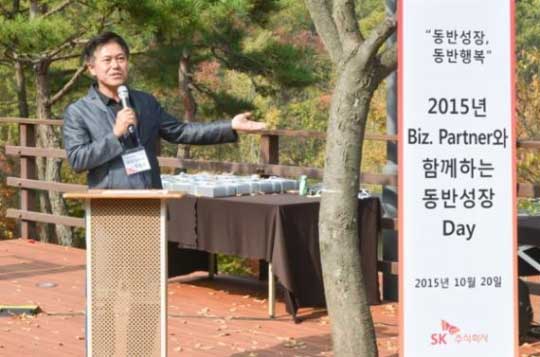 “동반성장,
동반행복”
2015년
Biz. Partner와
함께하는
동반성장
Day
2015년 10월 20일
SK 주식회사